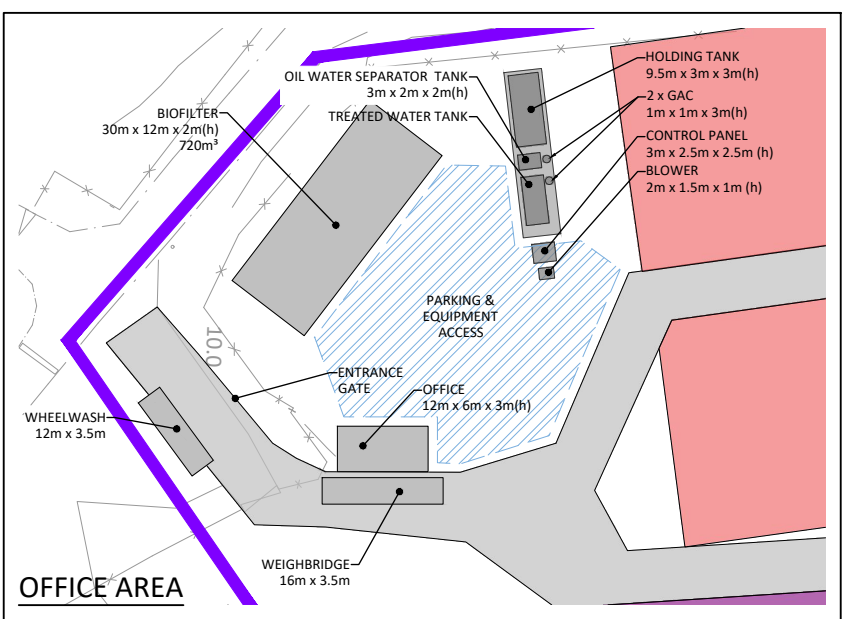 OIL WATER SEPARATOR TANK
3m x 2m x 2m(h)
HOLDING TANK
9.5m x 3m x 3m(h)
2 x GAC
1m x 1m x 3m(h)
BIOFILTER
30m x 12m x 2m(h)
720m³
TREATED WATER TANK
CONTROL PANEL
3m x 2.5m x 2.5m (h)
BLOWER
2m x 1.5m x 1m (h)
PARKING &
EQUIPMENT
ACCESS
10.0
ENTRANCE
GATE
OFFICE
12m x 6m x 3m(h)
WHEELWASH
12m x 3.5m
WEIGHBRIDGE
16m x 3.5m
OFFICE AREA